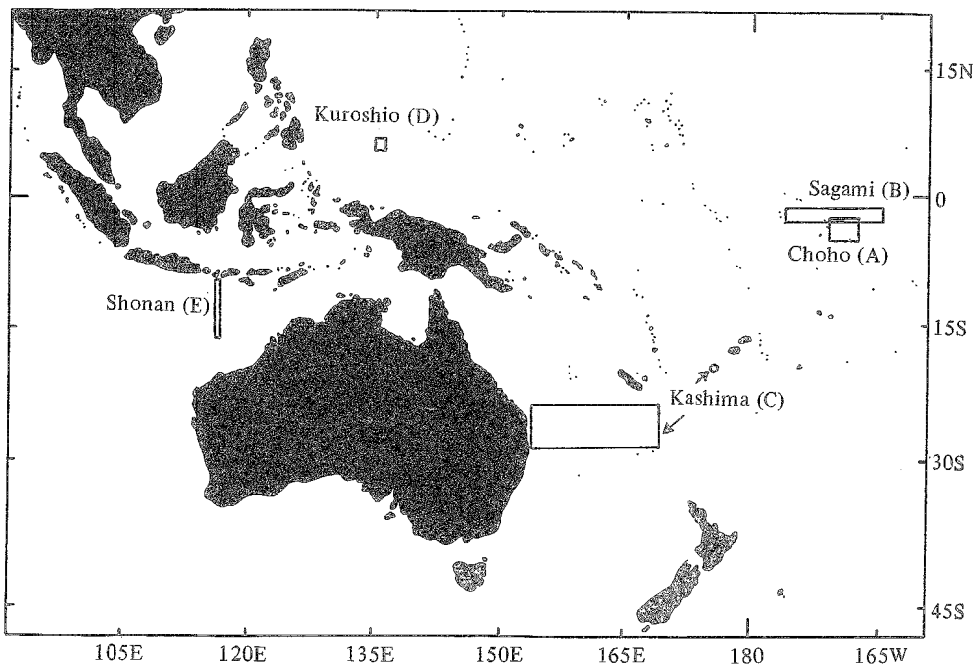 15N
Kuroshio (D)
Sagami (B)
0
Choho (A)
Shonan (E)
15S
Kashima (C)
30S
45S
105E 120E 135E 150E 165E 180 165W